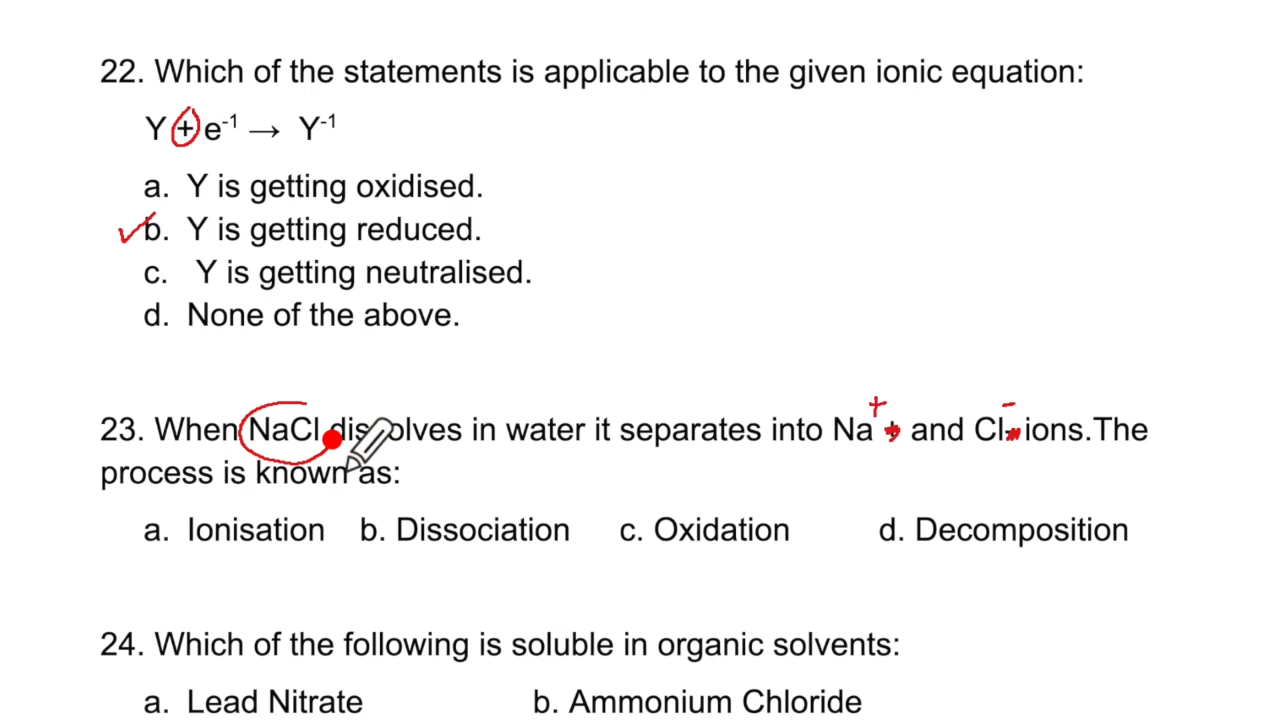 22. Which of the statements is applicable to the given ionic equation:
Y + e⁻¹ → Y⁻¹
a. Y is getting oxidised.
b. Y is getting reduced.
c. Y is getting neutralised.
d. None of the above.
23. When NaCl dissolves in water it separates into Na⁺ and Cl⁻ ions.The
process is known as:
a. Ionisation b. Dissociation c. Oxidation d. Decomposition
24. Which of the following is soluble in organic solvents:
a. Lead Nitrate b. Ammonium Chloride